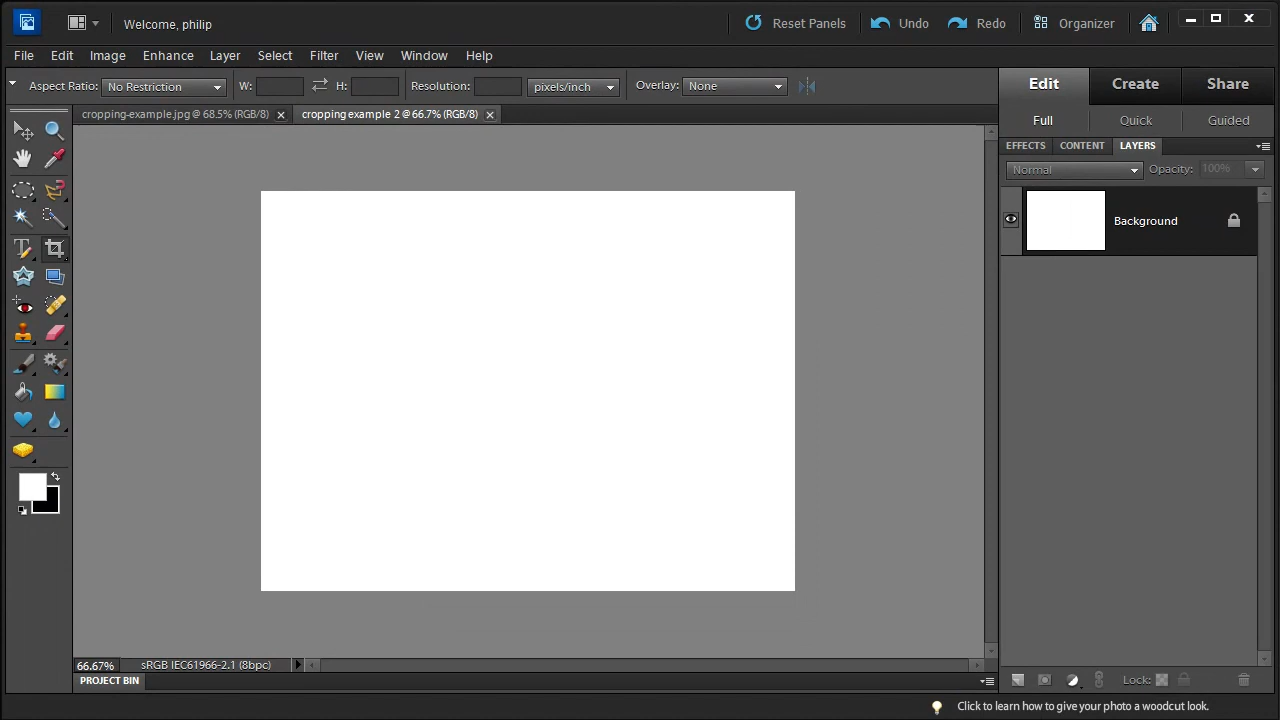 Welcome, philip
Reset Panels Undo Redo Organizer
File Edit Image Enhance Layer Select Filter View Window Help
Aspect Ratio: No Restriction W: H: Resolution: pixels/inch Overlay: None
Edit Create Share
cropping-example.jpg @ 68.5% (RGB/8) cropping example 2 @ 66.7% (RGB/8)
Full Quick Guided
EFFECTS CONTENT LAYERS
Normal Opacity: 100%
Background
66.67% sRGB IEC61966-2.1 (8bpc)
PROJECT BIN
Lock:
Click to learn how to give your photo a woodcut look.